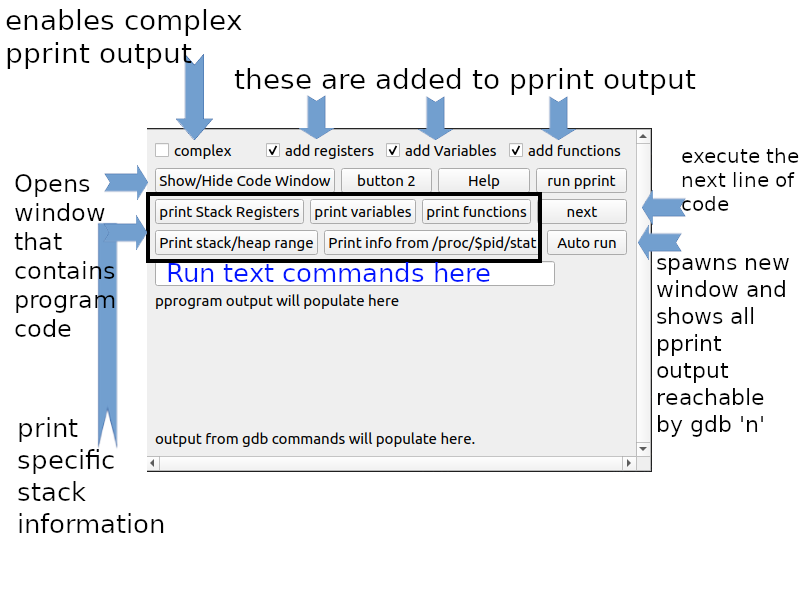 enables complex
pprint output
these are added to pprint output
complex
add registers
add Variables
add functions
Show/Hide Code Window
button 2
Help
run pprint
print Stack Registers
print variables
print functions
next
Print stack/heap range
Print info from /proc/$pid/stat
Auto run
Run text commands here
pprogram output will populate here
output from gdb commands will populate here.
Opens
window
that
contains
program
code
print
specific
stack
information
execute the
next line of
code
spawns new
window and
shows all
pprint
output
reachable
by gdb 'n'